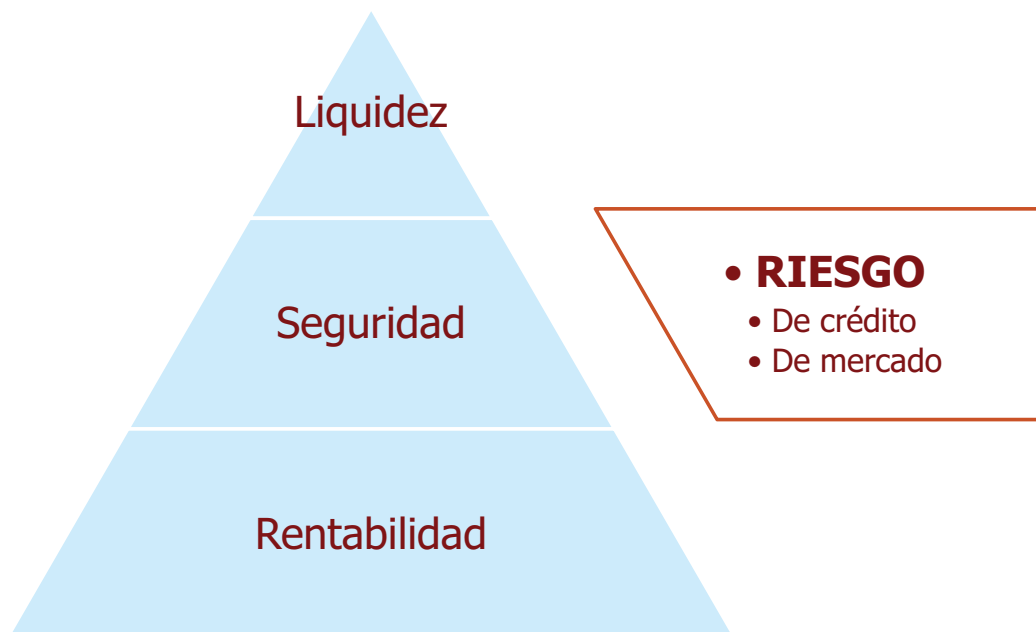 Liquidez
Seguridad
• RIESGO
• De crédito
• De mercado
Rentabilidad